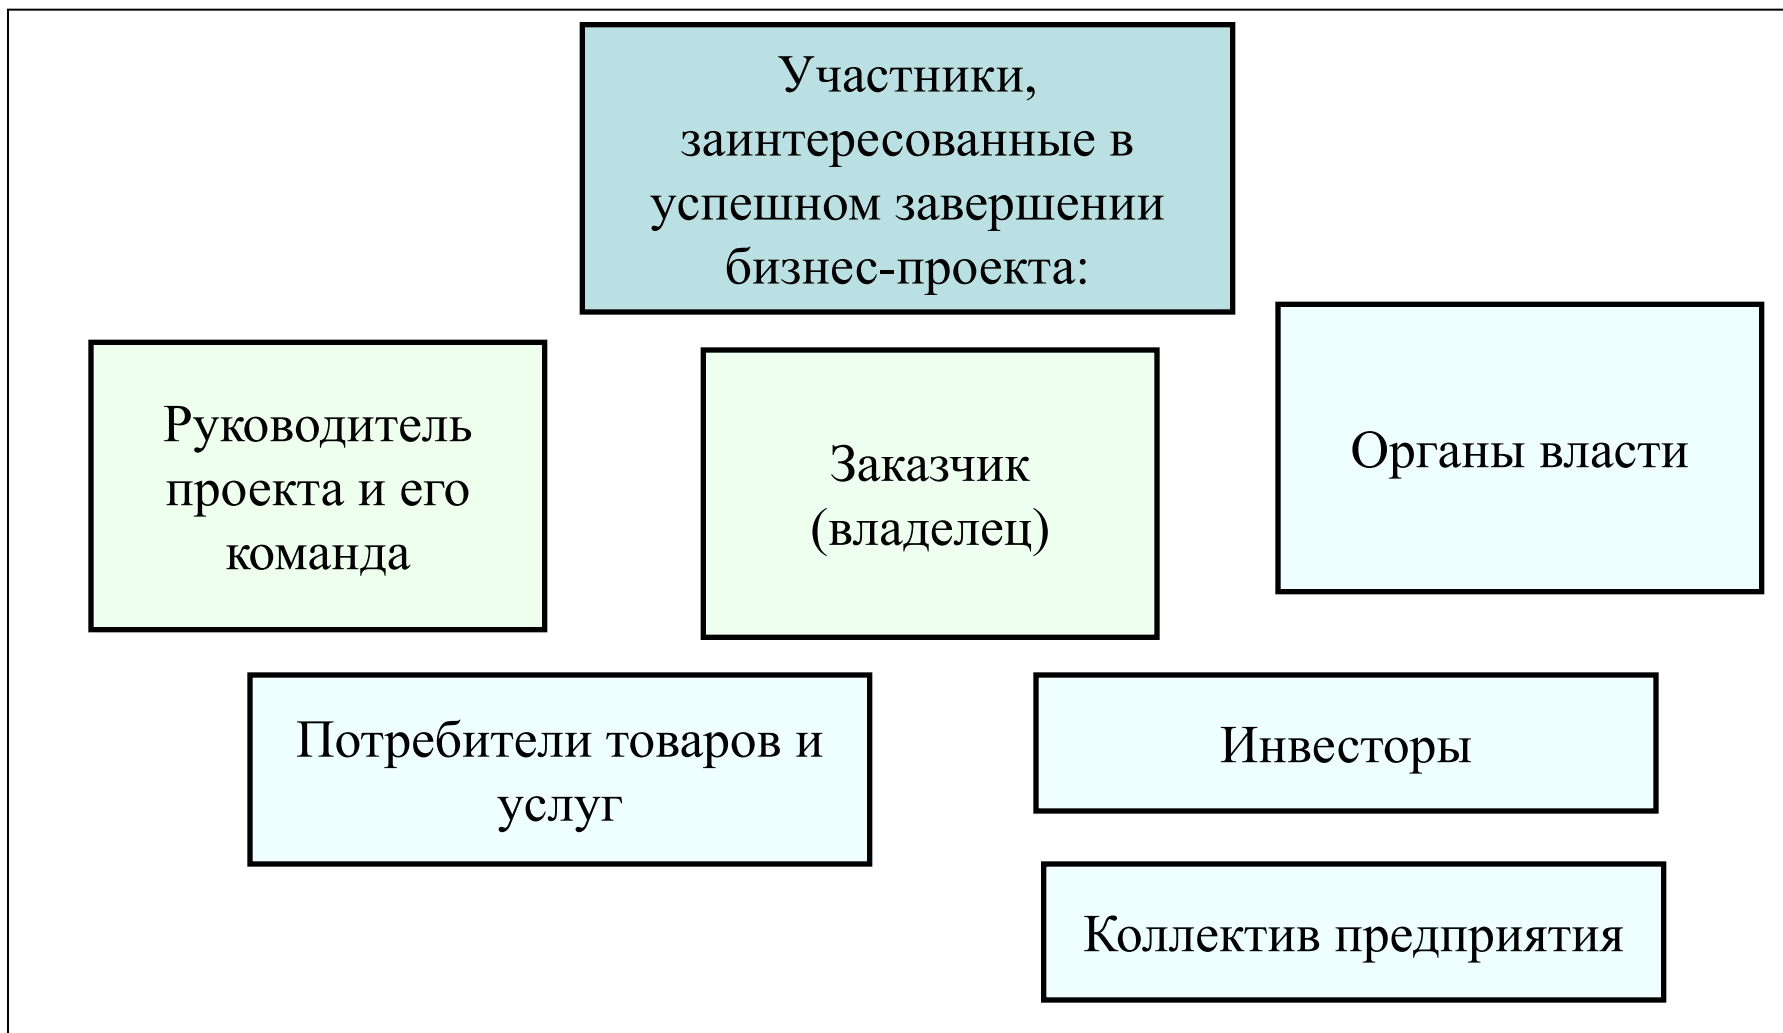 Участники,
заинтересованные в
успешном завершении
бизнес-проекта:
Руководитель
проекта и его
команда
Заказчик
(владелец)
Органы власти
Потребители товаров и
услуг
Инвесторы
Коллектив предприятия